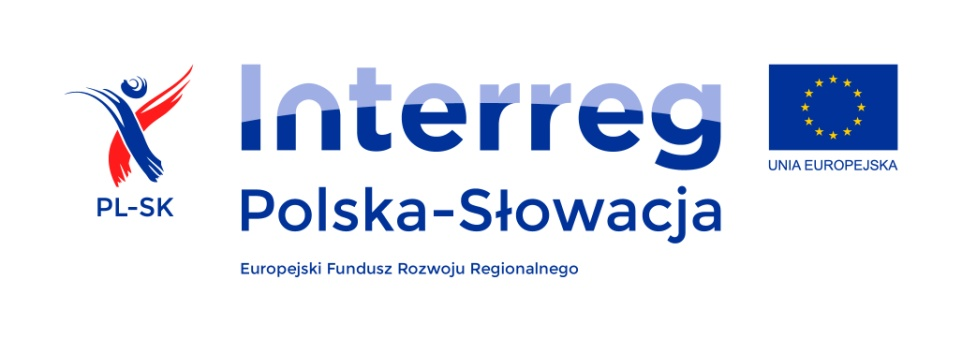 PL-SK
Interreg
Polska-Słowacja
Europejski Fundusz Rozwoju Regionalnego
UNIA EUROPEJSKA